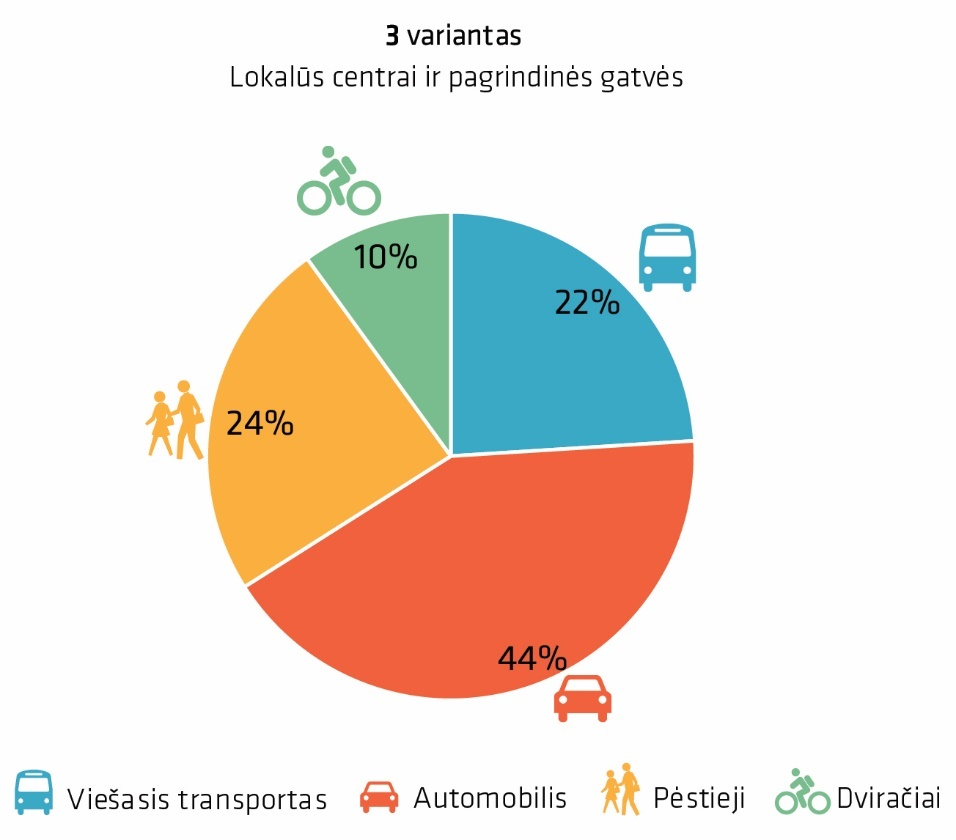 3 variantas
Lokalūs centrai ir pagrindinės gatvės
10%
22%
24%
44%
Viešasis transportas
Automobilis
Pėstieji
Dviračiai